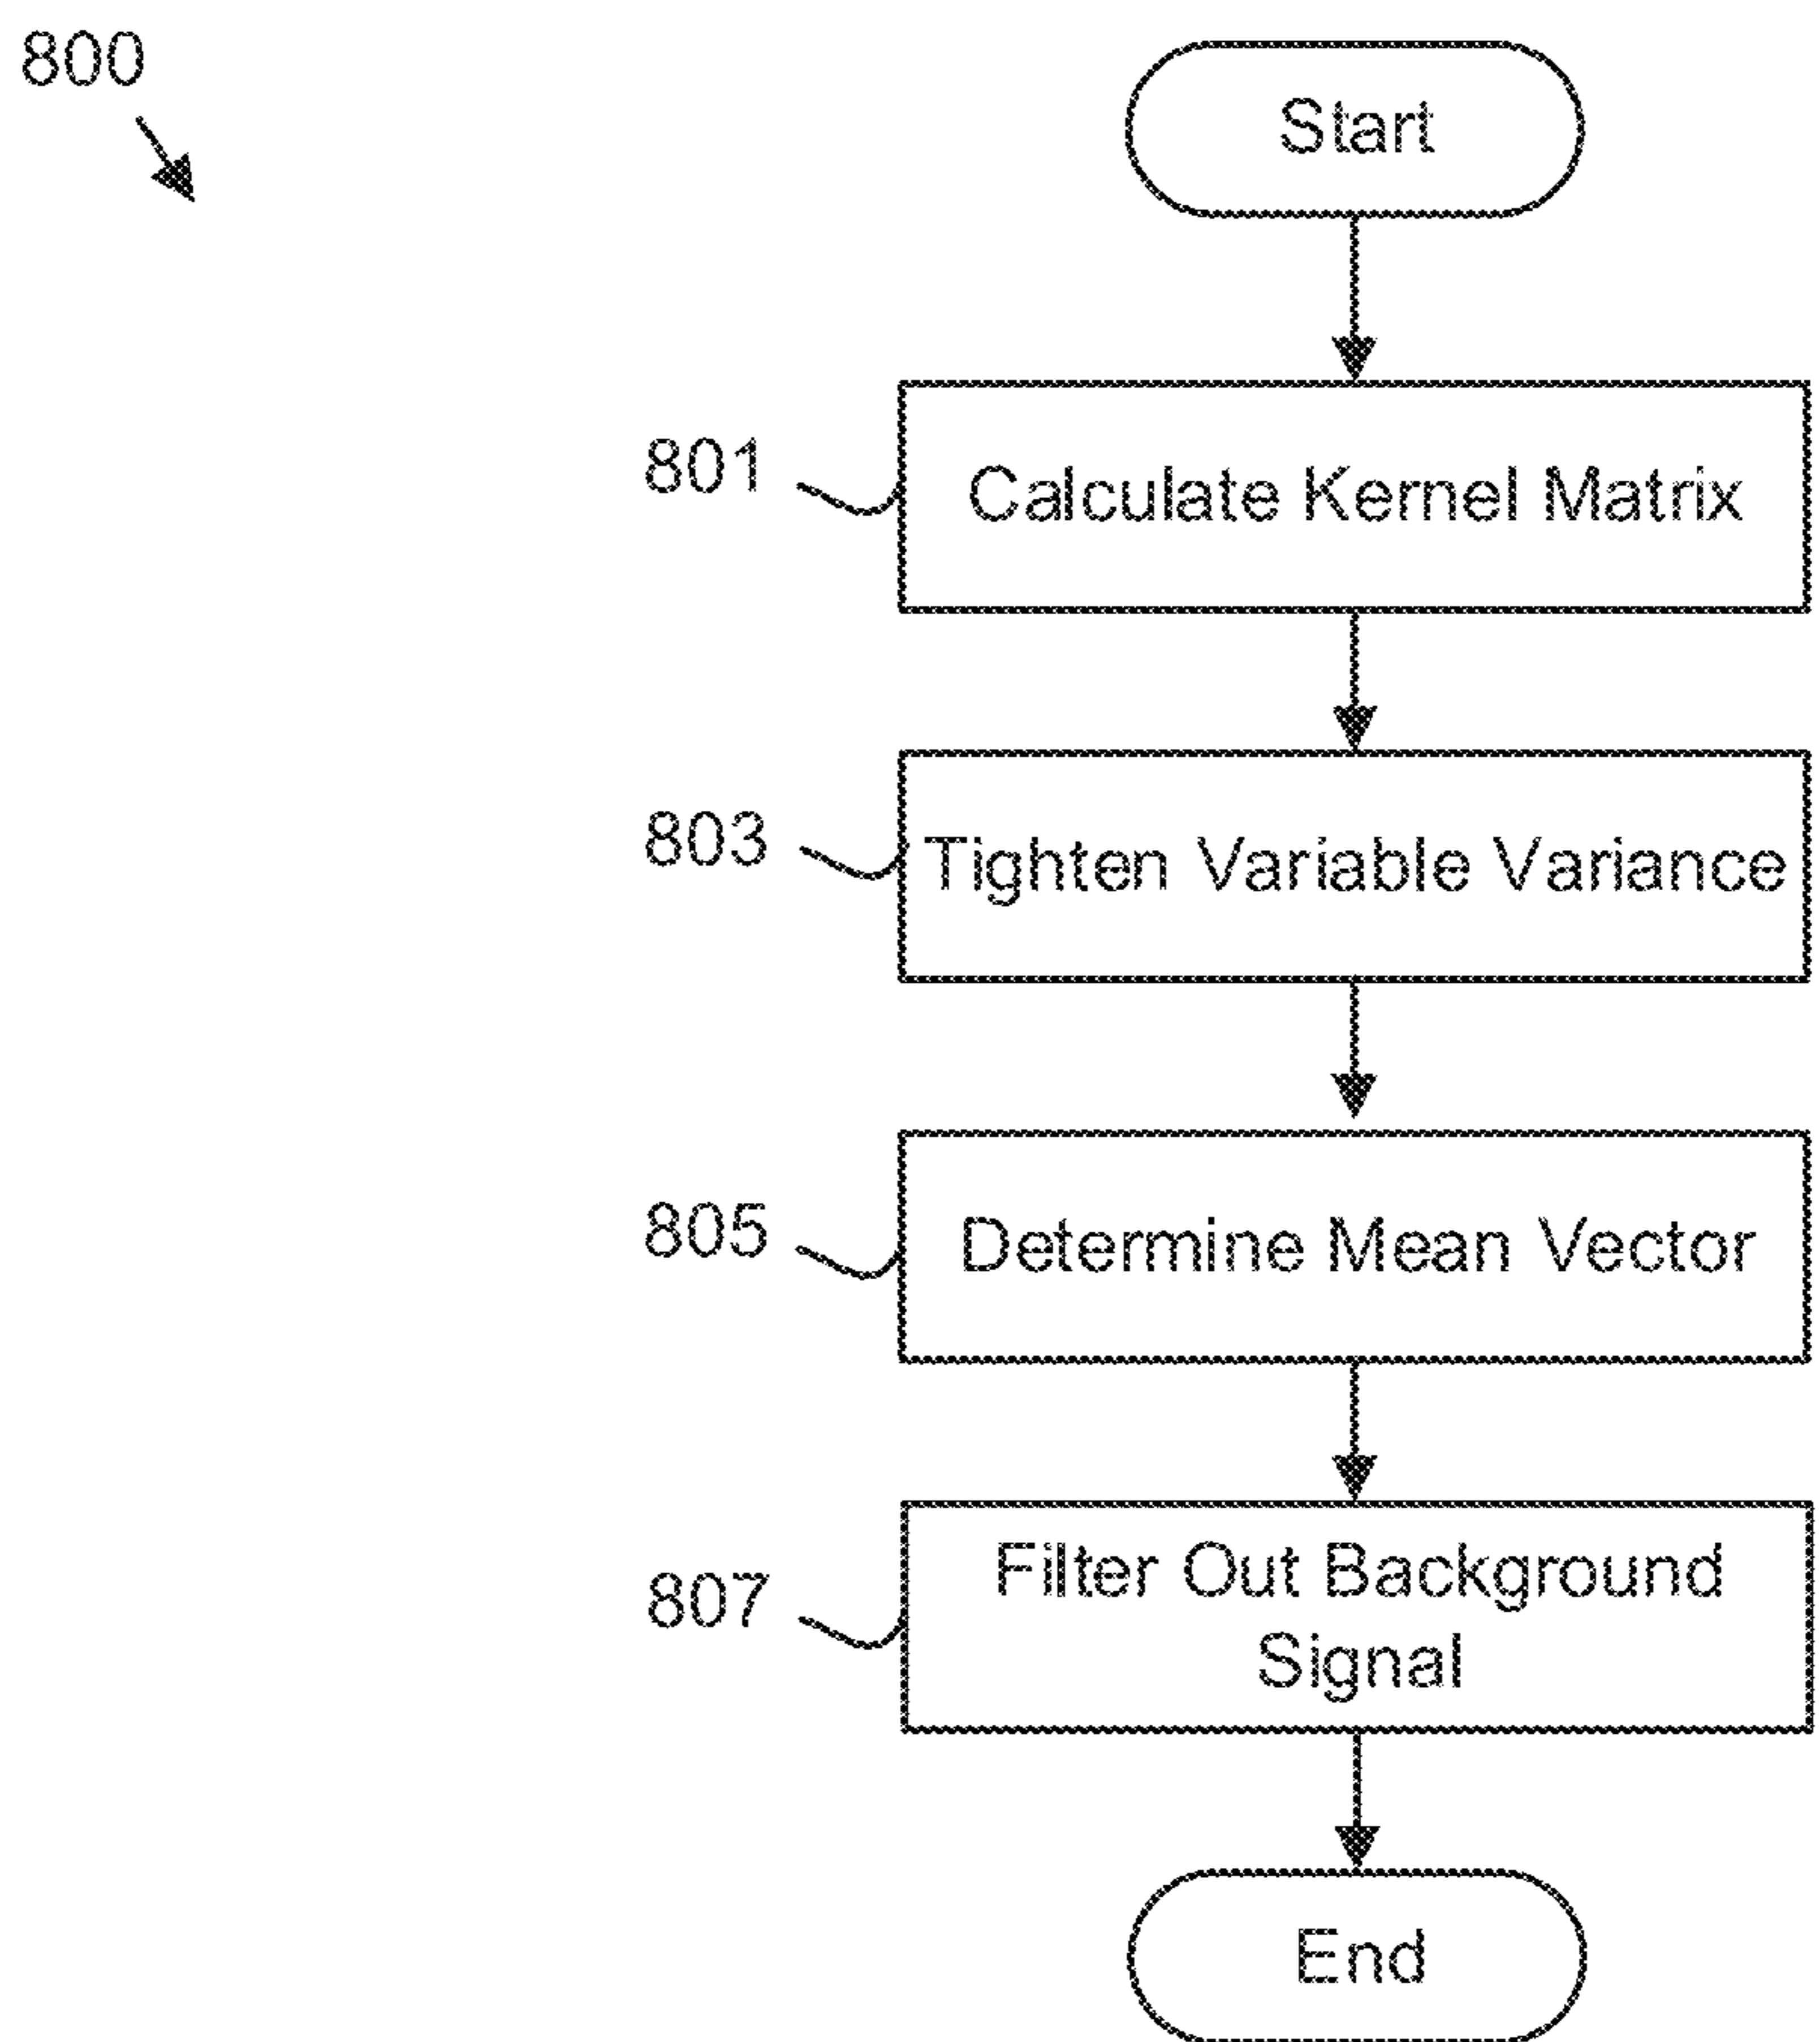 800
Start
801
Calculate Kernel Matrix
803
Tighten Variable Variance
805
Determine Mean Vector
807
Filter Out Background
Signal
End